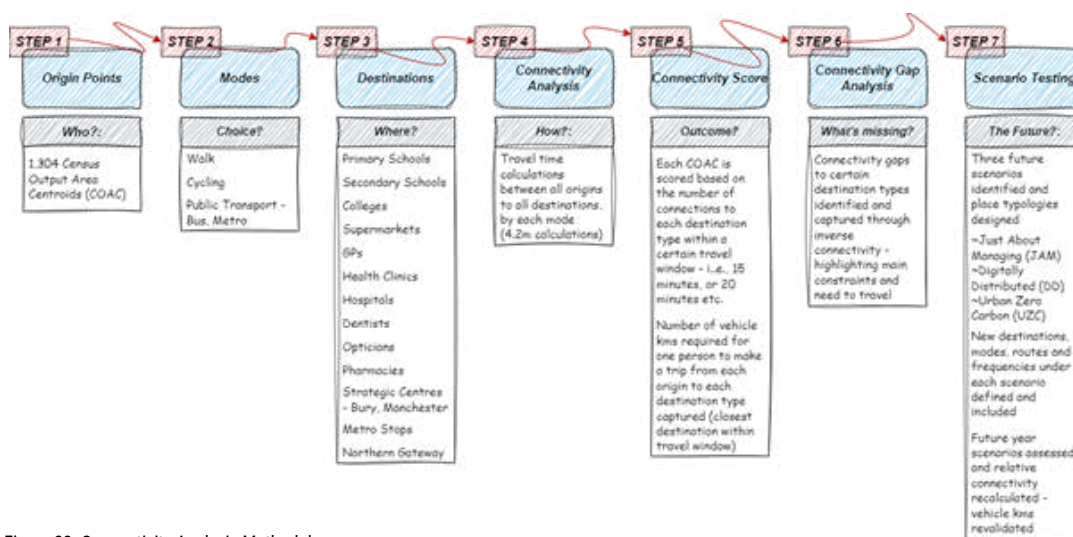 STEP 1
Origin Points
Who?:
1,304 Census
Output Area
Centroids (COAC)
STEP 2
Modes
Choice?
Walk
Cycling
Public Transport –
Bus, Metro
STEP 3
Destinations
Where?
Primary Schools
Secondary Schools
Colleges
Supermarkets
GPs
Health Clinics
Hospitals
Dentists
Opticians
Pharmacies
Strategic Centres
– Bury, Manchester
Metro Stops
Northern Gateway
STEP 4
Connectivity
Analysis
How?:
Travel time
calculations
between all origins
to all destinations,
by each mode
(4.2m calculations)
STEP 5
Connectivity Score
Outcome?
Each COAC is
scored based on
the number of
connections to
each destination
type within a
certain travel
window – i.e., 15
minutes, or 20
minutes etc.
Number of vehicle
kms required for
one person to make
a trip from each
origin to each
destination type
captured (closest
destination within
travel window)
STEP 6
Connectivity Gap
Analysis
What's missing?
Connectivity gaps
to certain
destination types
identified and
captured through
inverse
connectivity –
highlighting main
constraints and
need to travel
STEP 7
Scenario Testing
The Future?:
Three future
scenarios
identified and
place typologies
designed
~Just About
Managing (JAM)
~Digitally
Distributed (DD)
~Urban Zero
Carbon (UZC)
New destinations,
modes, routes and
frequencies under
each scenario
defined and
included
Future year
scenarios assessed
and relative
connectivity
recalculated –
vehicle kms
revalidated